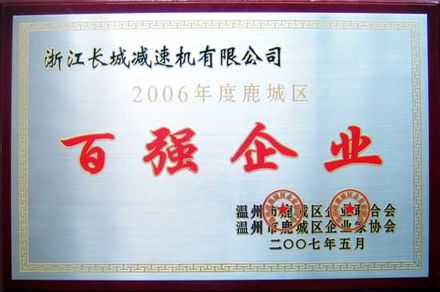 浙江长城减速机有限公司
2006年度鹿城区
百强企业
温州市鹿城区企业联合会
温州市鹿城区企业家协会
二〇〇七年五月